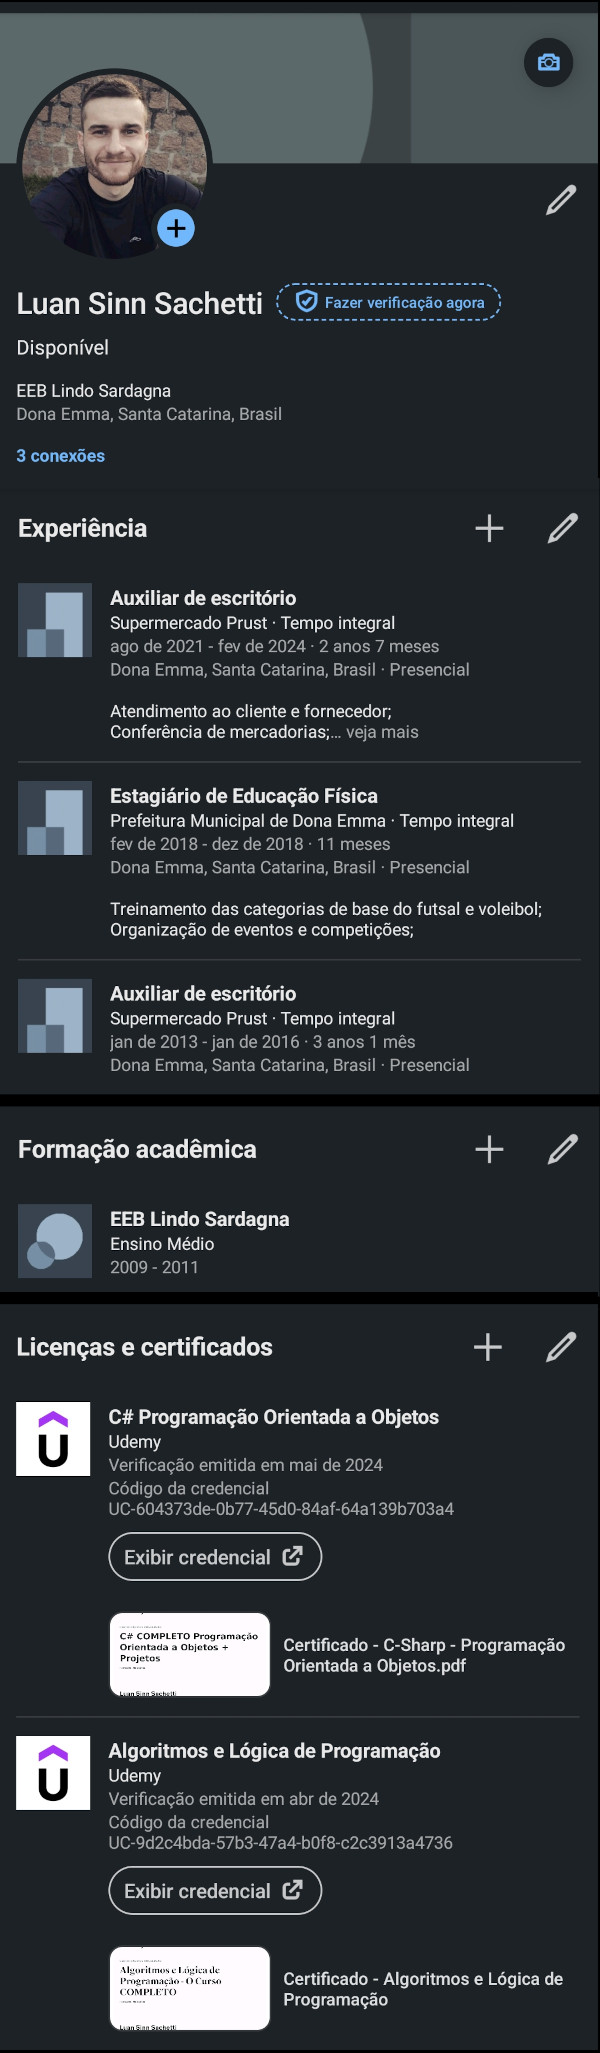 Luan Sinn Sachetti
Fazer verificação agora
Disponível
EEB Lindo Sardagna
Dona Emma, Santa Catarina, Brasil
3 conexões
Experiência
Auxiliar de escritório
Supermercado Prust · Tempo integral
ago de 2021 - fev de 2024 · 2 anos 7 meses
Dona Emma, Santa Catarina, Brasil · Presencial
Atendimento ao cliente e fornecedor;
Conferência de mercadorias;... veja mais
Estagiário de Educação Física
Prefeitura Municipal de Dona Emma · Tempo integral
fev de 2018 - dez de 2018 · 11 meses
Dona Emma, Santa Catarina, Brasil · Presencial
Treinamento das categorias de base do futsal e voleibol;
Organização de eventos e competições;
Auxiliar de escritório
Supermercado Prust · Tempo integral
jan de 2013 - jan de 2016 · 3 anos 1 mês
Dona Emma, Santa Catarina, Brasil · Presencial
Formação acadêmica
EEB Lindo Sardagna
Ensino Médio
2009 - 2011
Licenças e certificados
C# Programação Orientada a Objetos
Udemy
Verificação emitida em mai de 2024
Código da credencial
UC-604373de-0b77-45d0-84af-64a139b703a4
Exibir credencial
C# COMPLETO Programação
Orientada a Objetos +
Projetos
Luan Sinn Sachetti
Certificado - C-Sharp - Programação
Orientada a Objetos.pdf
Algoritmos e Lógica de Programação
Udemy
Verificação emitida em abr de 2024
Código da credencial
UC-9d2c4bda-57b3-47a4-b0f8-c2c3913a4736
Exibir credencial
Algoritmos e Lógica de
Programação - O Curso
COMPLETO
Luan Sinn Sachetti
Certificado - Algoritmos e Lógica de
Programação